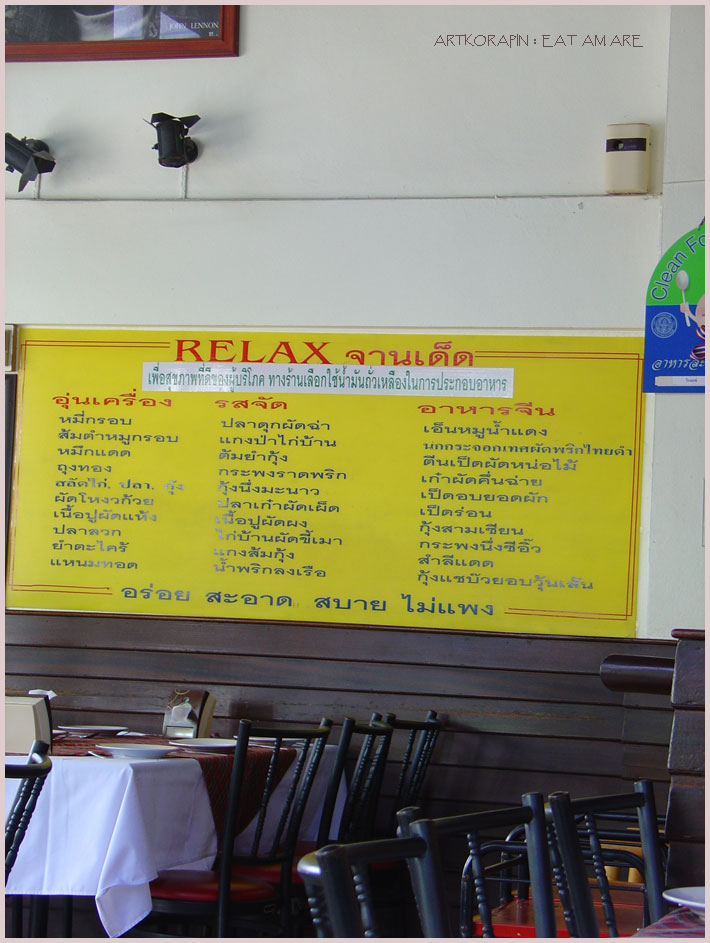 JOHN LENNON
ARTKORAPIN : EAT AM ARE
Clean Fo
RELAX จานเด็ด
เพื่อสุขภาพที่ดีของผู้บริโภค ทางร้านเลือกใช้น้ำมันถั่วเหลืองในการประกอบอาหาร
อุ่นเครื่อง
หมี่กรอบ
ส้มตำหมูกรอบ
หมึกแดด
ถุงทอง
สลัดไก่. ปลา. กุ้ง
ผัดโหงวก้วย
เนื้อปูผัดแห้ง
ปลาลวก
ยำตะไคร้
แหนมทอด
รสจัด
ปลาดุกผัดฉ่า
แกงป่าไก่บ้าน
ต้มยำกุ้ง
กระพงราดพริก
กุ้งนึ่งมะนาว
ปลาเก๋าผัดเผ็ด
เนื้อปูผัดผง
ไก่บ้านผัดขี้เมา
แกงส้มกุ้ง
น้ำพริกลงเรือ
อาหารจีน
เอ็นหมูน้ำแดง
นกกระจอกเทศผัดพริกไทยดำ
ตีนเป็ดผัดหน่อไม้
เก๋าผัดคื่นฉ่าย
เป็ดอบยอดผัก
เป็ดร่อน
กุ้งสามเซียน
กระพงนึ่งซีอิ๊ว
สำลีแดด
กุ้งแชบ๊วยอบวุ้นเส้น
อร่อย สะอาด สบาย ไม่แพง